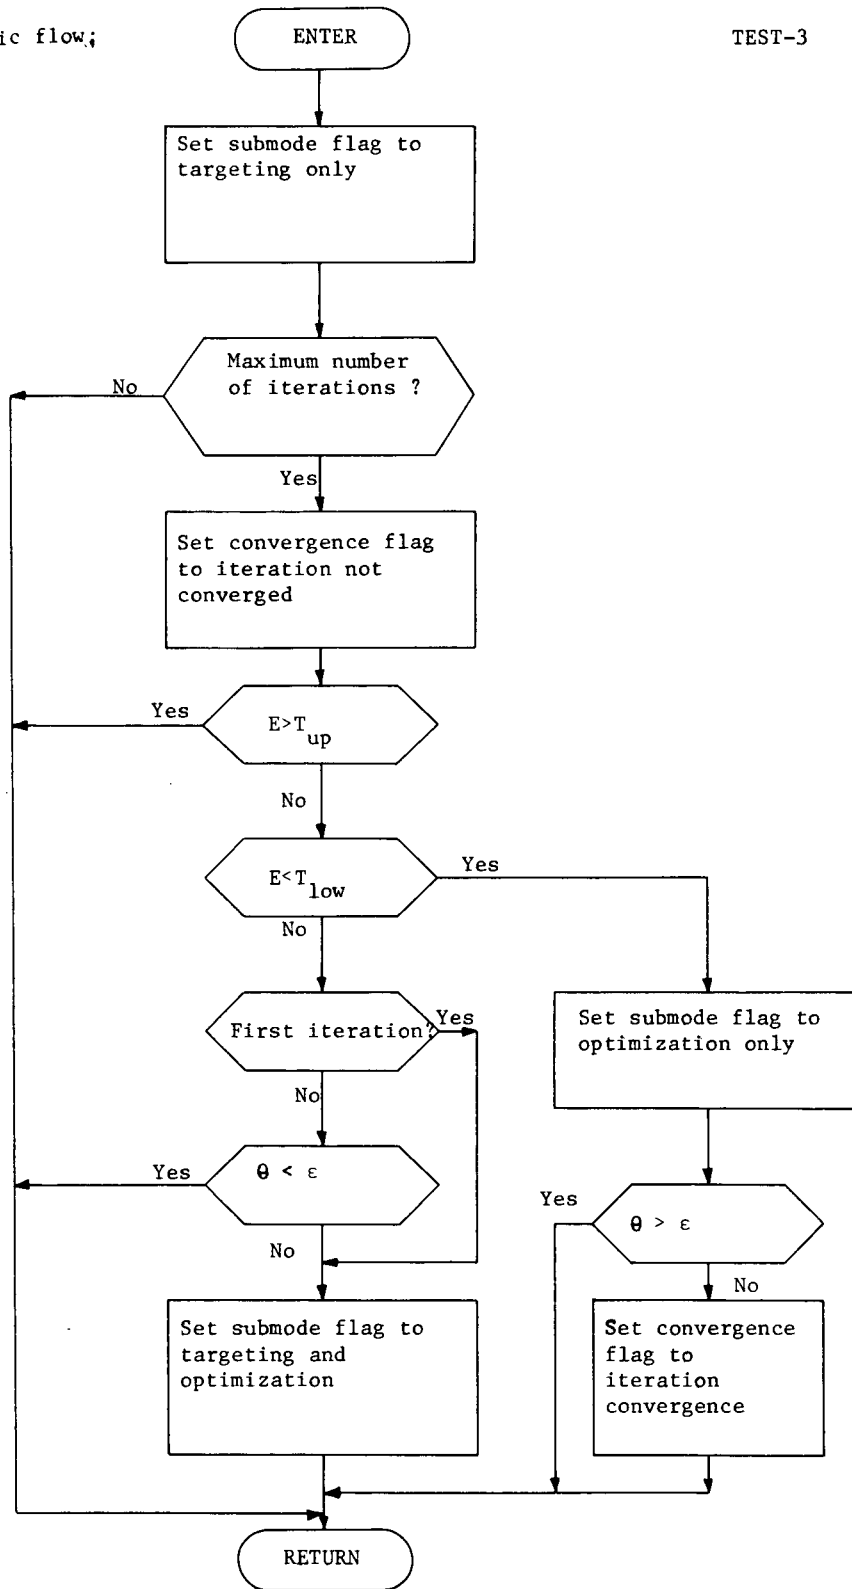 ic flow;
ENTER
TEST-3
Set submode flag to
targeting only
Maximum number
of iterations ?
No
Yes
Set convergence flag
to iteration not
converged
Yes
E>T_up
No
E<T_low
Yes
No
First iteration?
Yes
Set submode flag to
optimization only
No
Yes
θ < ε
Yes
θ > ε
No
No
Set submode flag to
targeting and
optimization
Set convergence
flag to
iteration
convergence
RETURN